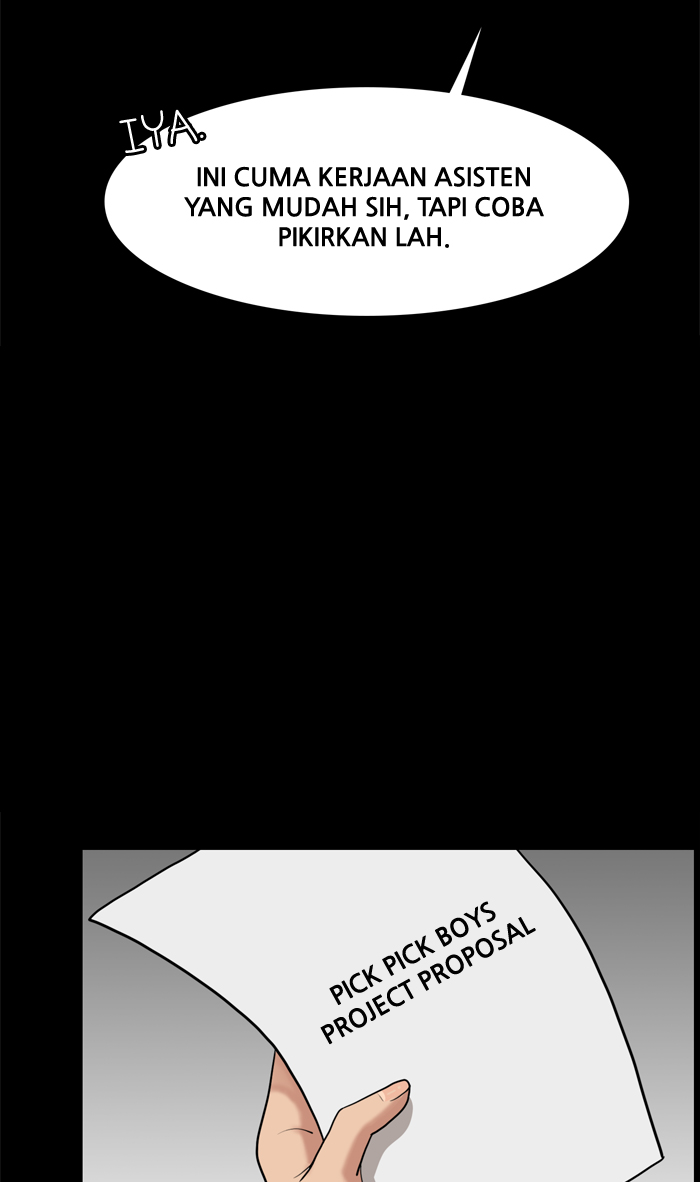 IYA.
INI CUMA KERJAAN ASISTEN
YANG MUDAH SIH, TAPI COBA
PIKIRKAN LAH.
PICK PICK BOYS
PROJECT PROPOSAL